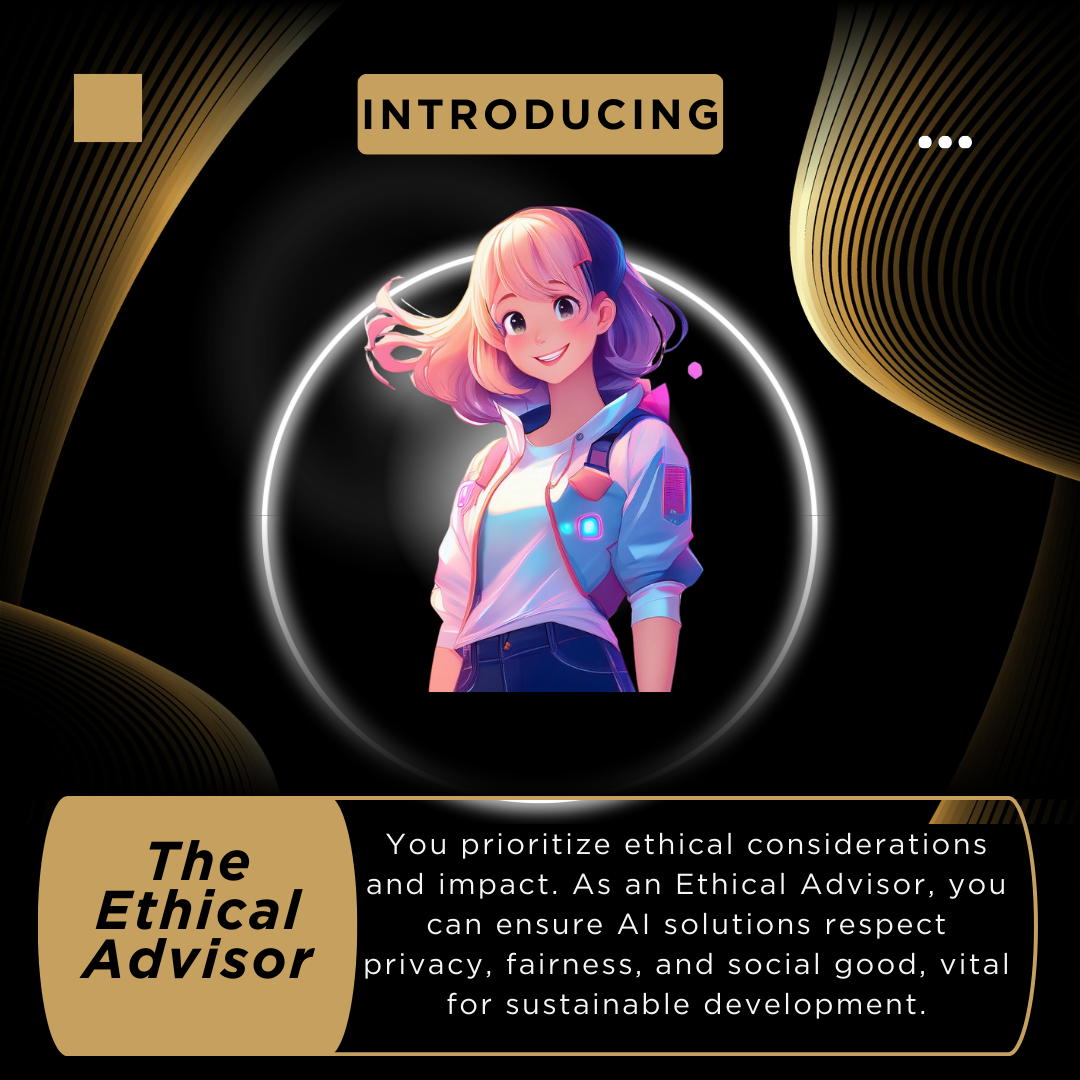 INTRODUCING
The
Ethical
Advisor
You prioritize ethical considerations
and impact. As an Ethical Advisor, you
can ensure AI solutions respect
privacy, fairness, and social good, vital
for sustainable development.